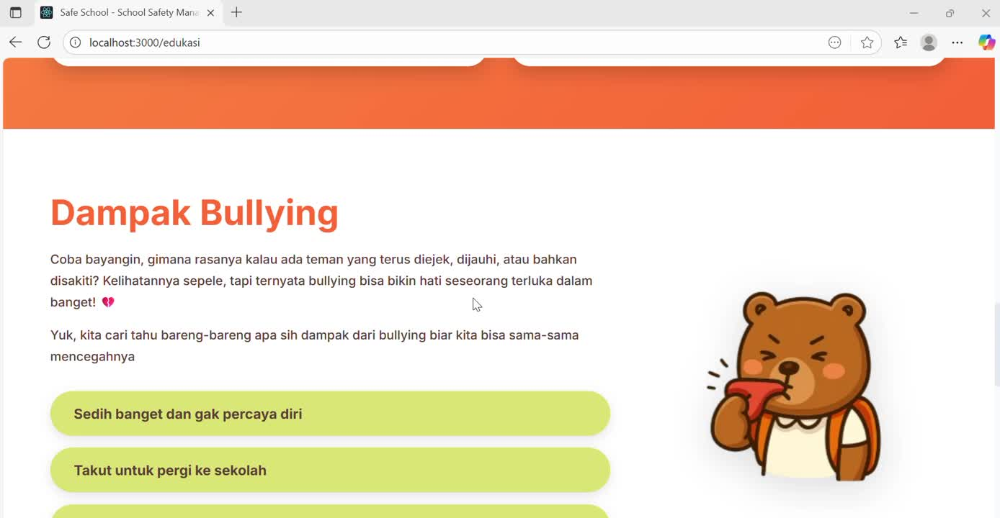 Safe School - School Safety Mana
localhost:3000/edukasi
Dampak Bullying
Coba bayangin, gimana rasanya kalau ada teman yang terus diejek, dijauhi, atau bahkan
disakiti? Kelihatannya sepele, tapi ternyata bullying bisa bikin hati seseorang terluka dalam
banget! 💔
Yuk, kita cari tahu bareng-bareng apa sih dampak dari bullying biar kita bisa sama-sama
mencegahnya
Sedih banget dan gak percaya diri
Takut untuk pergi ke sekolah